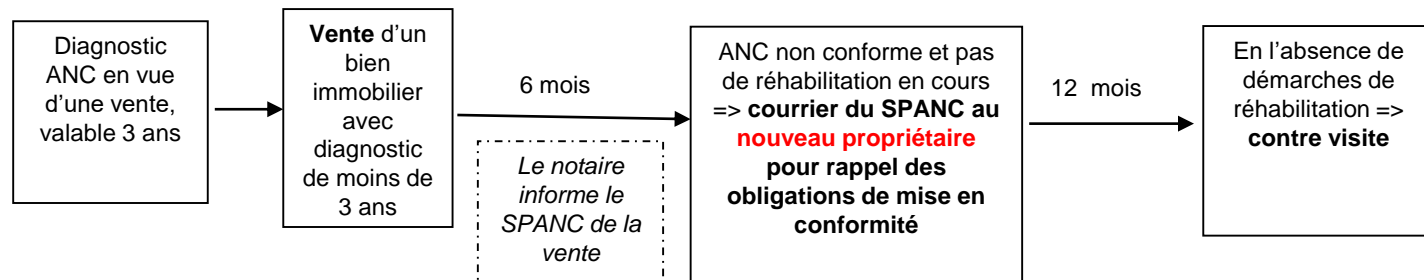 Diagnostic
ANC en vue
d'une vente,
valable 3 ans
Vente d'un
bien
immobilier
avec
diagnostic
de moins de
3 ans
6 mois
Le notaire
informe le
SPANC de la
vente
ANC non conforme et pas
de réhabilitation en cours
=> courrier du SPANC au
nouveau propriétaire
pour rappel des
obligations de mise en
conformité
12 mois
En l'absence de
démarches de
réhabilitation =>
contre visite